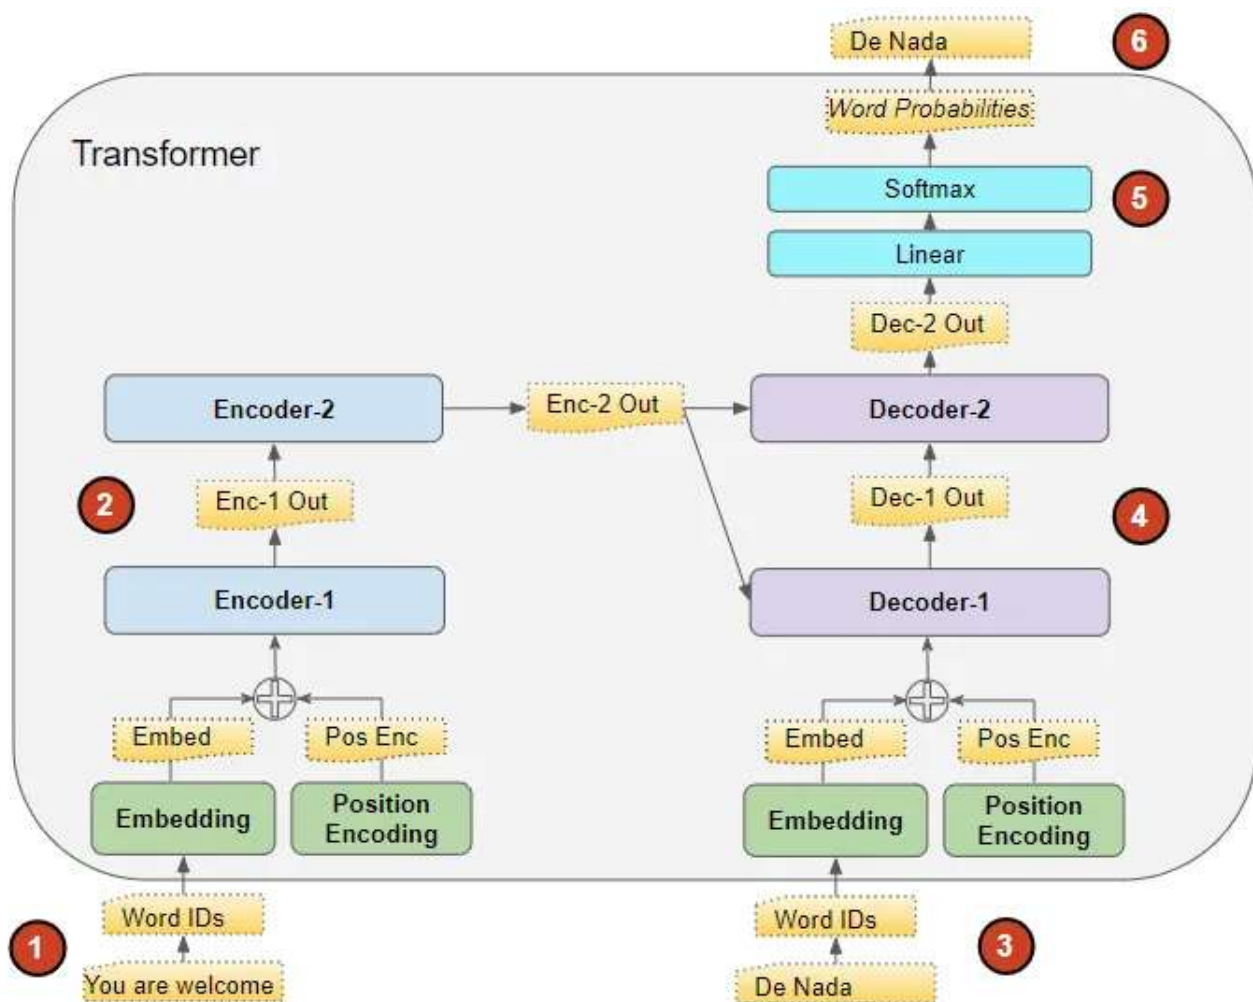 De Nada
6
Word Probabilities
Transformer
Softmax
5
Linear
Dec-2 Out
Encoder-2
Enc-2 Out
Decoder-2
2
Enc-1 Out
Dec-1 Out
4
Encoder-1
Decoder-1
Embed
Pos Enc
Embed
Pos Enc
Embedding
Position
Encoding
Embedding
Position
Encoding
1
Word IDs
Word IDs
3
You are welcome
De Nada